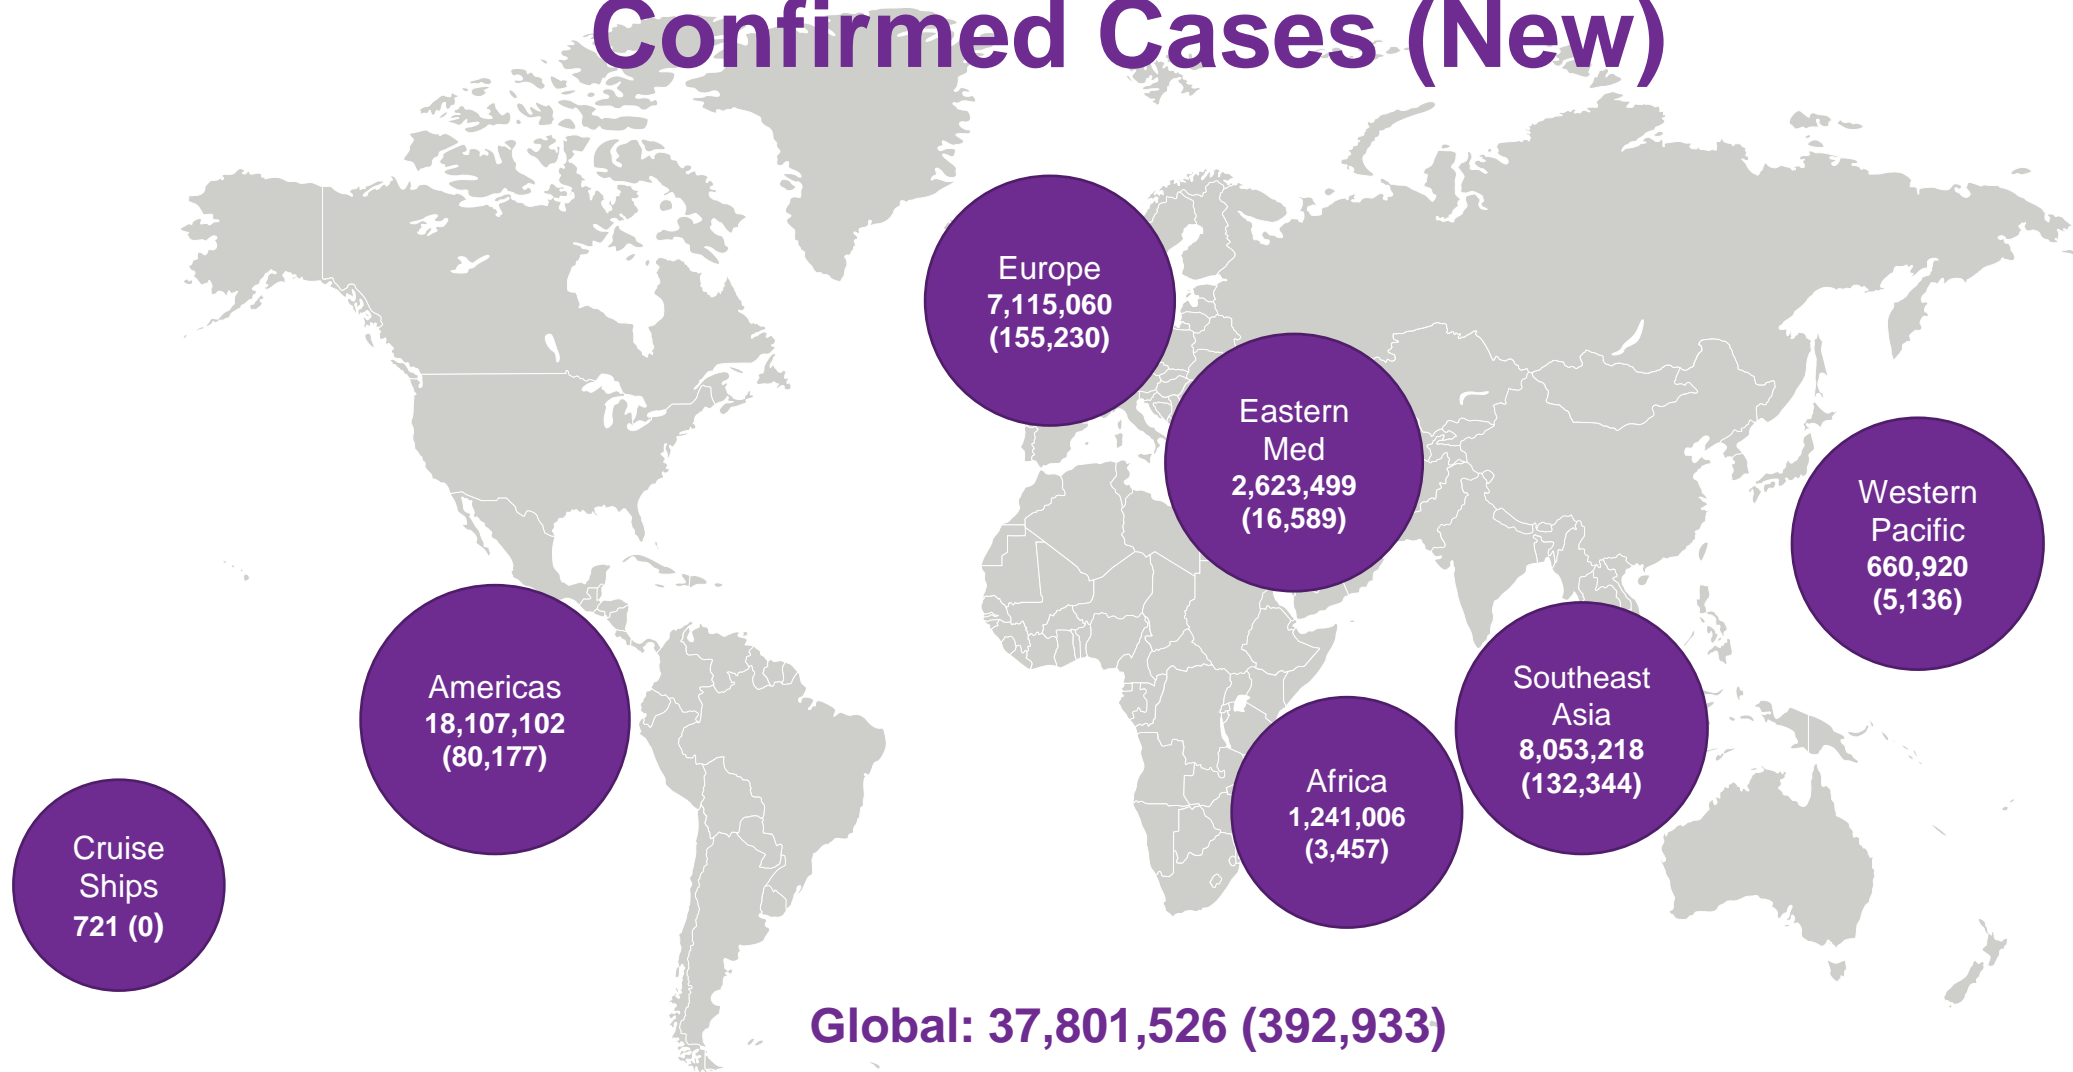 Confirmed Cases (New)
Europe
7,115,060
(155,230)
Eastern
Med
2,623,499
(16,589)
Western
Pacific
660,920
(5,136)
Americas
18,107,102
(80,177)
Southeast
Asia
8,053,218
(132,344)
Africa
1,241,006
(3,457)
Cruise
Ships
721 (0)
Global: 37,801,526 (392,933)